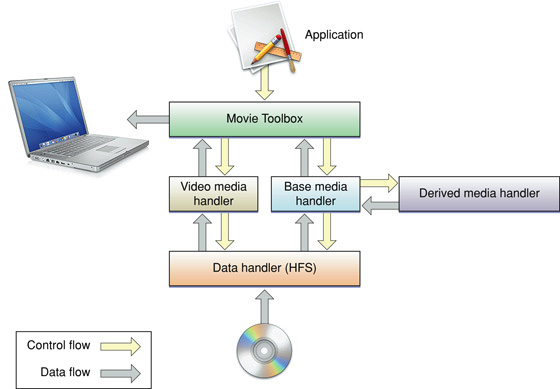 Application
Movie Toolbox
Video media
handler
Base media
handler
Derived media handler
Data handler (HFS)
Control flow
Data flow